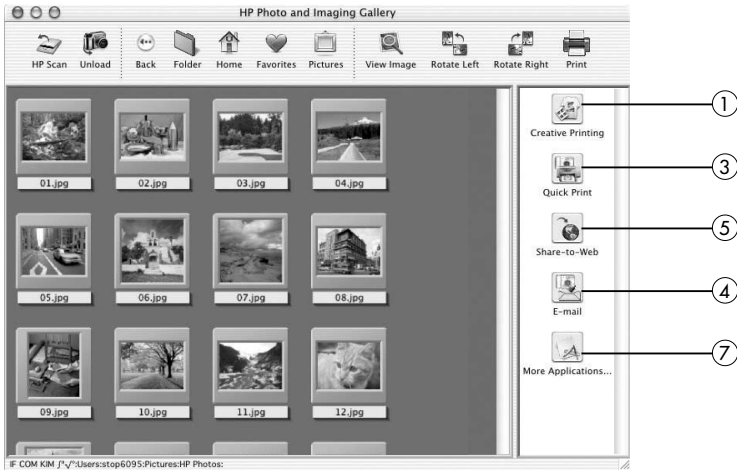 HP Photo and Imaging Gallery
HP Scan Unload Back Folder Home Favorites Pictures View Image Rotate Left Rotate Right Print
01.jpg 02.jpg 03.jpg 04.jpg
05.jpg 06.jpg 07.jpg 08.jpg
09.jpg 10.jpg 11.jpg 12.jpg
Creative Printing
1
Quick Print
3
Share-to-Web
5
E-mail
4
More Applications...
7
IF COM KIM ∫"√°:Users:stop6095:Pictures:HP Photos: